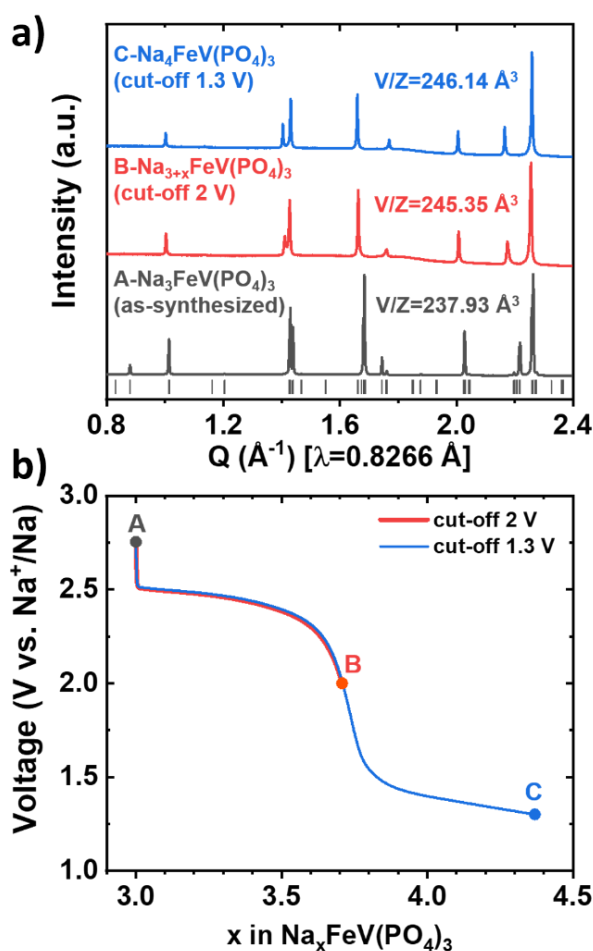 a)
Intensity (a.u.)
C-Na₄FeV(PO₄)₃
(cut-off 1.3 V)
V/Z=246.14 Å³
B-Na₃₊ₓFeV(PO₄)₃
(cut-off 2 V)
V/Z=245.35 Å³
A-Na₃FeV(PO₄)₃
(as-synthesized)
V/Z=237.93 Å³
0.8 1.2 1.6 2.0 2.4
Q (Å⁻¹) [λ=0.8266 Å]
b)
Voltage (V vs. Na⁺/Na)
3.0
2.5
2.0
1.5
1.0
A
cut-off 2 V
cut-off 1.3 V
B
C
3.0 3.5 4.0 4.5
x in NaₓFeV(PO₄)₃